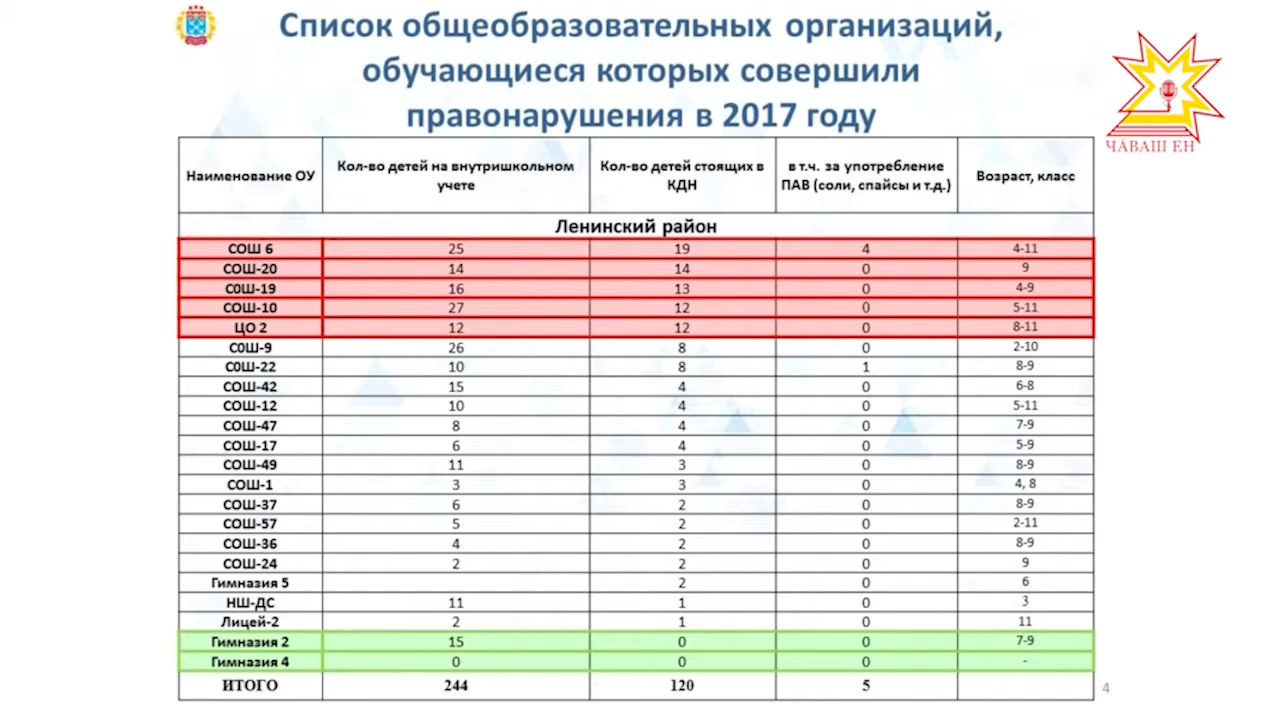 Список общеобразовательных организаций,
обучающиеся которых совершили
правонарушения в 2017 году
ЧӐВАШ ЕН
Наименование ОУ Кол-во детей на внутришкольном учете Кол-во детей стоящих в КДН в т.ч. за употребление ПАВ (соли, спайсы и т.д.) Возраст, класс
Ленинский район
СОШ 6 25 19 4 4-11
СОШ-20 14 14 0 9
С0Ш-19 16 13 0 4-9
СОШ-10 27 12 0 5-11
ЦО 2 12 12 0 8-11
С0Ш-9 26 8 0 2-10
С0Ш-22 10 8 1 8-9
СОШ-42 15 4 0 6-8
СОШ-12 10 4 0 5-11
СОШ-47 8 4 0 7-9
СОШ-17 6 4 0 5-9
СОШ-49 11 3 0 8-9
СОШ-1 3 3 0 4, 8
СОШ-37 6 2 0 8-9
СОШ-57 5 2 0 2-11
СОШ-36 4 2 0 8-9
СОШ-24 2 2 0 9
Гимназия 5 2 0 6
НШ-ДС 11 1 0 3
Лицей-2 2 1 0 11
Гимназия 2 15 0 0 7-9
Гимназия 4 0 0 0 -
ИТОГО 244 120 5
4